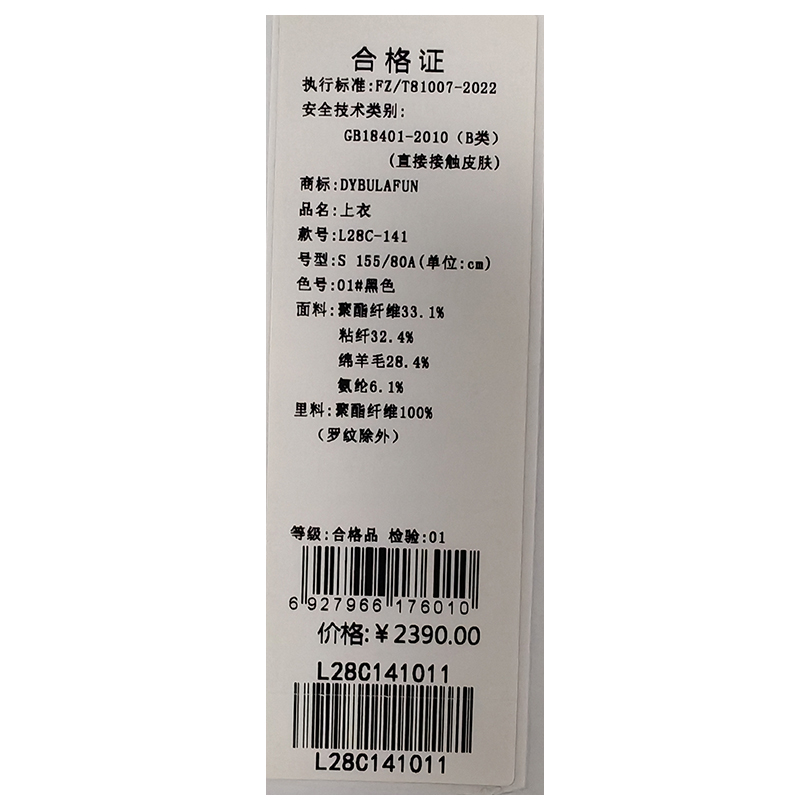 合格证
执行标准:FZ/T81007-2022
安全技术类别:
GB18401-2010（B类）
(直接接触皮肤)
商标:DYBULAFUN
品名:上衣
款号:L28C-141
号型:S 155/80A(单位:cm)
色号:01#黑色
面料:聚酯纤维33.1%
粘纤32.4%
绵羊毛28.4%
氨纶6.1%
里料:聚酯纤维100%
（罗纹除外）
等级:合格品 检验:01
6 927966 176010
价格:￥2390.00
L28C141011
L28C141011